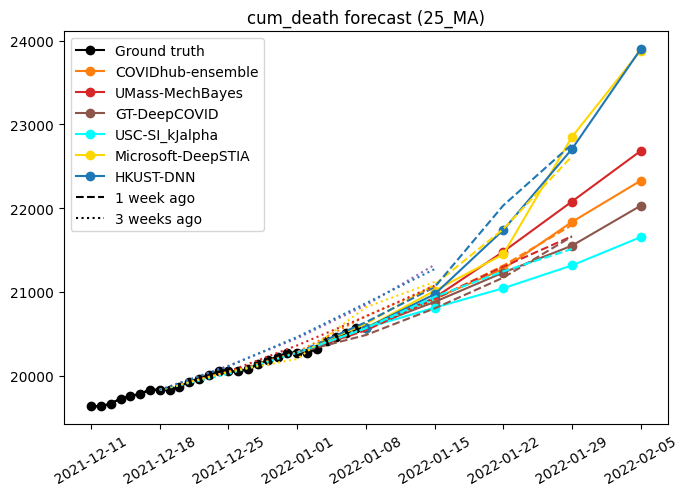 cum_death forecast (25_MA)
24000
23000
22000
21000
20000
Ground truth
COVIDhub-ensemble
UMass-MechBayes
GT-DeepCOVID
USC-SI_kJalpha
Microsoft-DeepSTIA
HKUST-DNN
1 week ago
3 weeks ago
2021-12-11
2021-12-18
2021-12-25
2022-01-01
2022-01-08
2022-01-15
2022-01-22
2022-01-29
2022-02-05